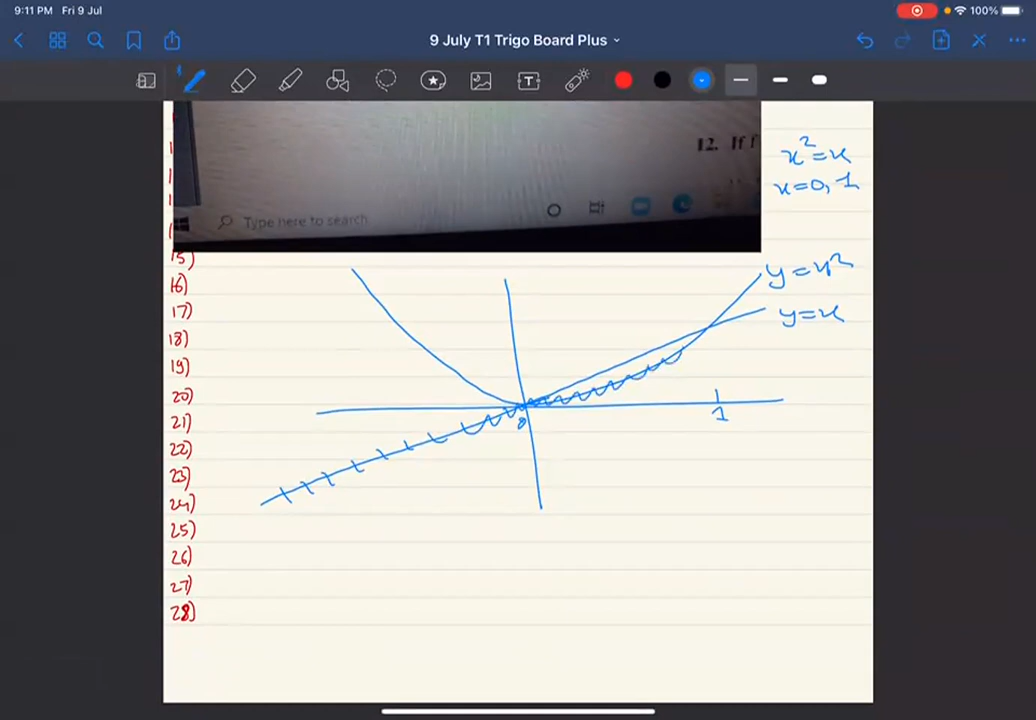 9:11 PM Fri 9 Jul
100%
9 July T1 Trigo Board Plus
12. If f
x²=x
x=0, 1
Type here to search
15)
16)
17)
18)
19)
20)
21)
22)
23)
24)
25)
26)
27)
28)
y=x²
y=x
0
1